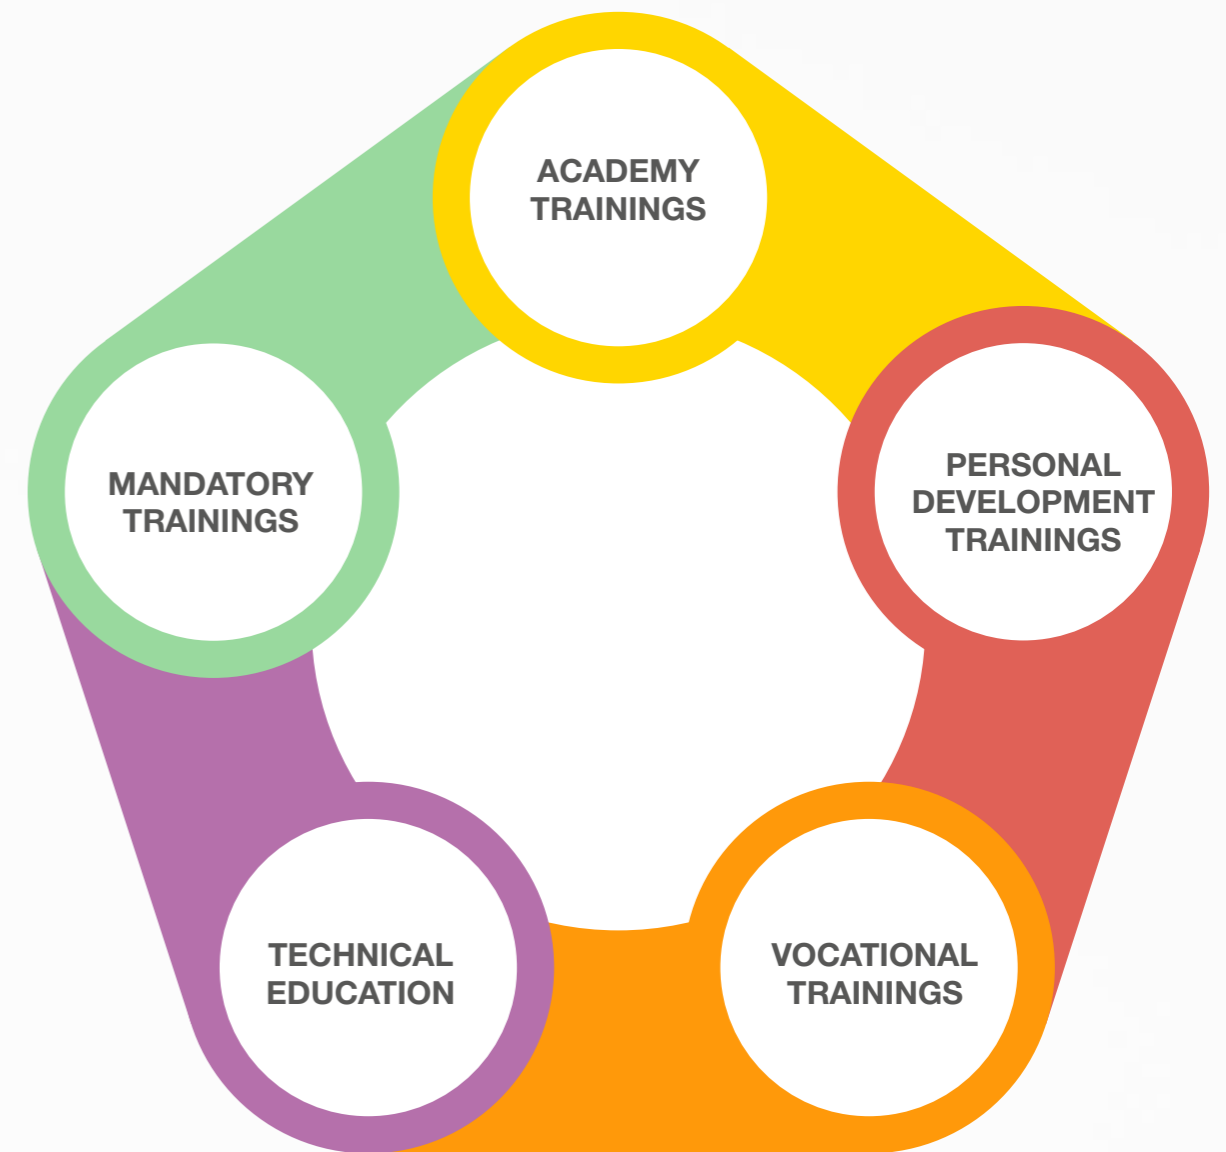 ACADEMY
TRAININGS
PERSONAL
DEVELOPMENT
TRAININGS
MANDATORY
TRAININGS
TECHNICAL
EDUCATION
VOCATIONAL
TRAININGS